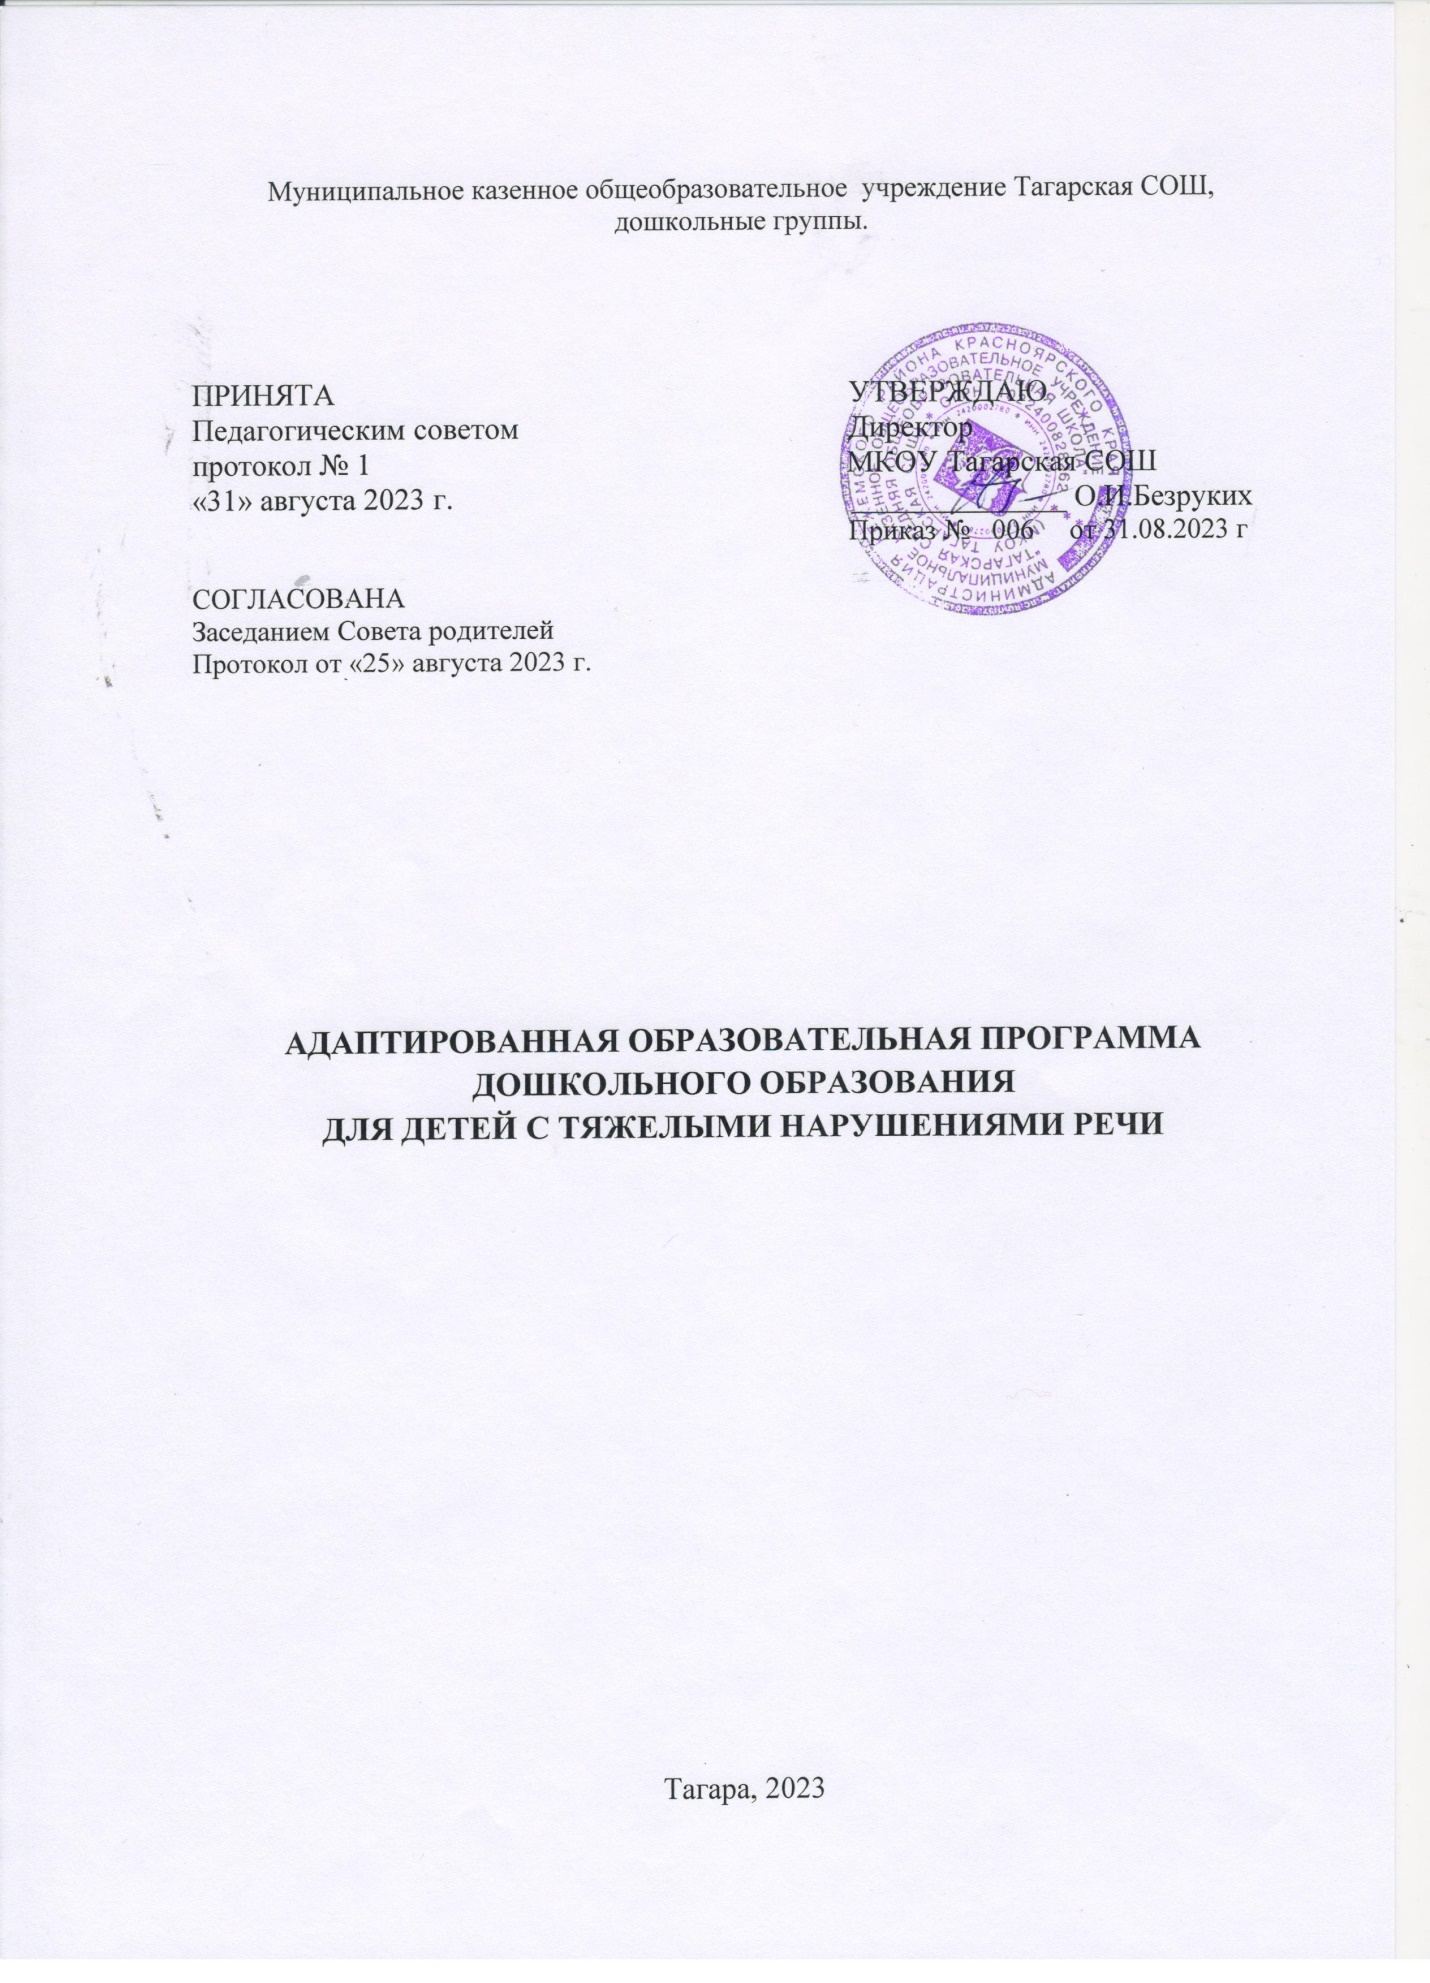 Муниципальное казенное общеобразовательное учреждение Тагарская СОШ,
дошкольные группы.
ПРИНЯТА
Педагогическим советом
протокол № 1
«31» августа 2023 г.
УТВЕРЖДАЮ
Директор
МКОУ Тагарская СОШ
О.И.Безруких
Приказ № 006 от 31.08.2023 г
СОГЛАСОВАНА
Заседанием Совета родителей
Протокол от «25» августа 2023 г.
АДАПТИРОВАННАЯ ОБРАЗОВАТЕЛЬНАЯ ПРОГРАММА
ДОШКОЛЬНОГО ОБРАЗОВАНИЯ
ДЛЯ ДЕТЕЙ С ТЯЖЕЛЫМИ НАРУШЕНИЯМИ РЕЧИ
Тагара, 2023